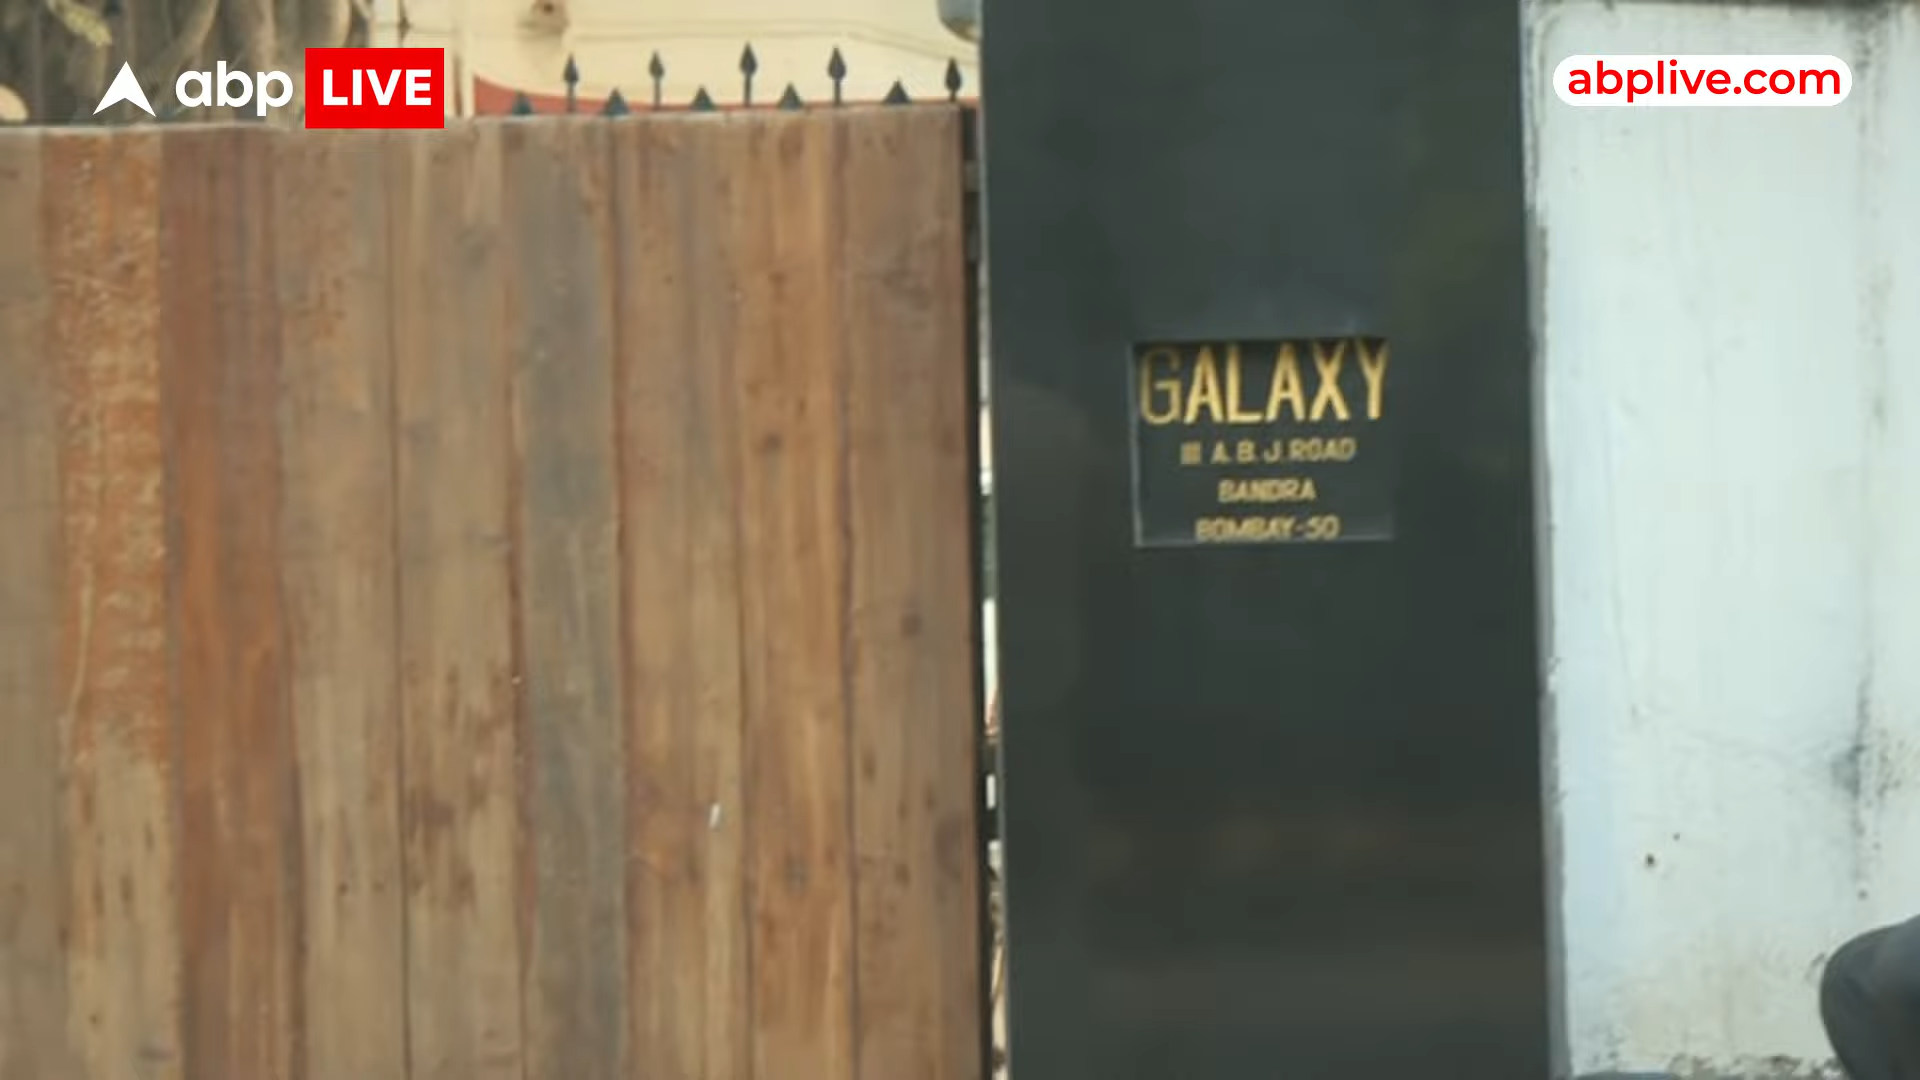 abp LIVE
abplive.com
GALAXY
III A. B. J. ROAD
BANDRA
BOMBAY-50